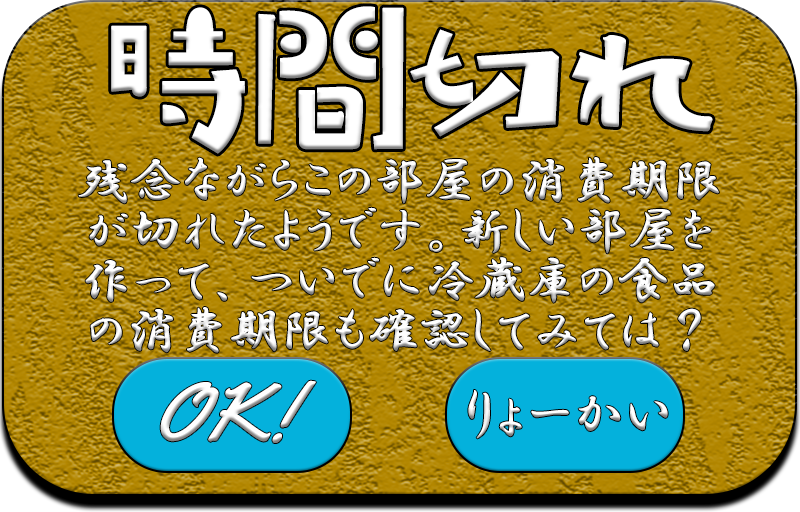 時間切れ
残念ながらこの部屋の消費期限
が切れたようです。新しい部屋を
作って、ついでに冷蔵庫の食品
の消費期限も確認してみては？
OK!
りょーかい